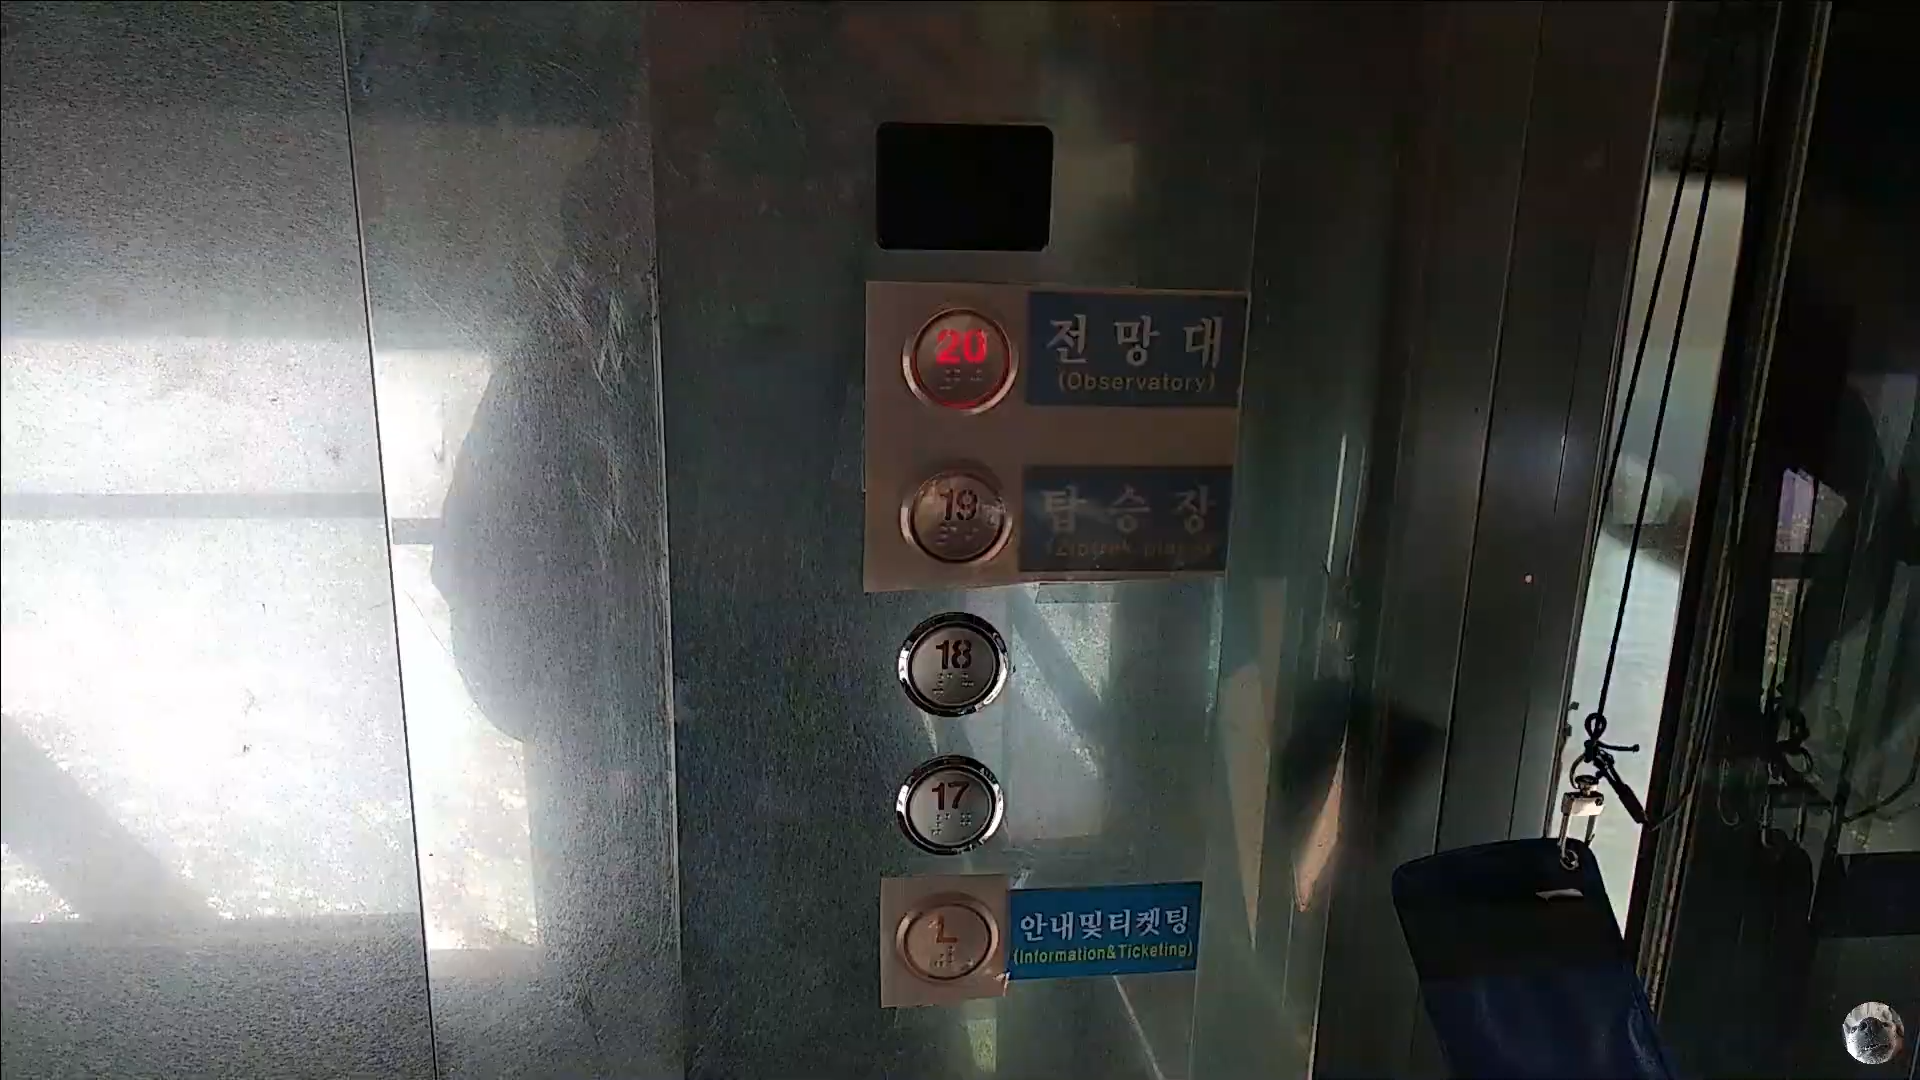 20
전 망 대
(Observatory)
19
탑 승 장
18
17
L
안내및티켓팅
(Information&Ticketing)